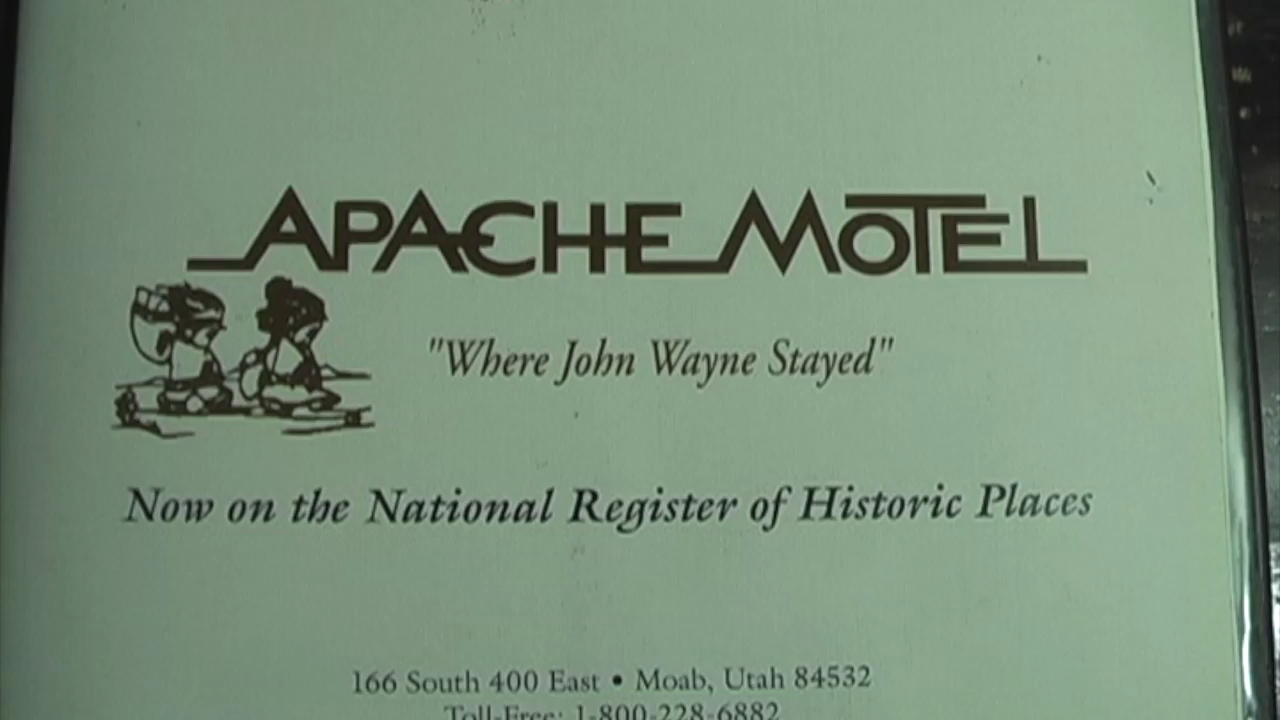 APACHE MOTEL
"Where John Wayne Stayed"
Now on the National Register of Historic Places
166 South 400 East • Moab, Utah 84532
Toll-Free: 1-800-228-6882